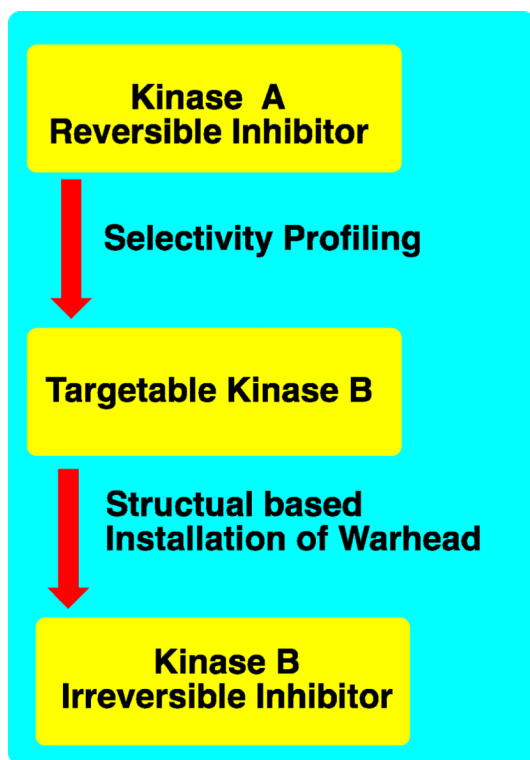 Kinase A
Reversible Inhibitor
Selectivity Profiling
Targetable Kinase B
Structual based
Installation of Warhead
Kinase B
Irreversible Inhibitor